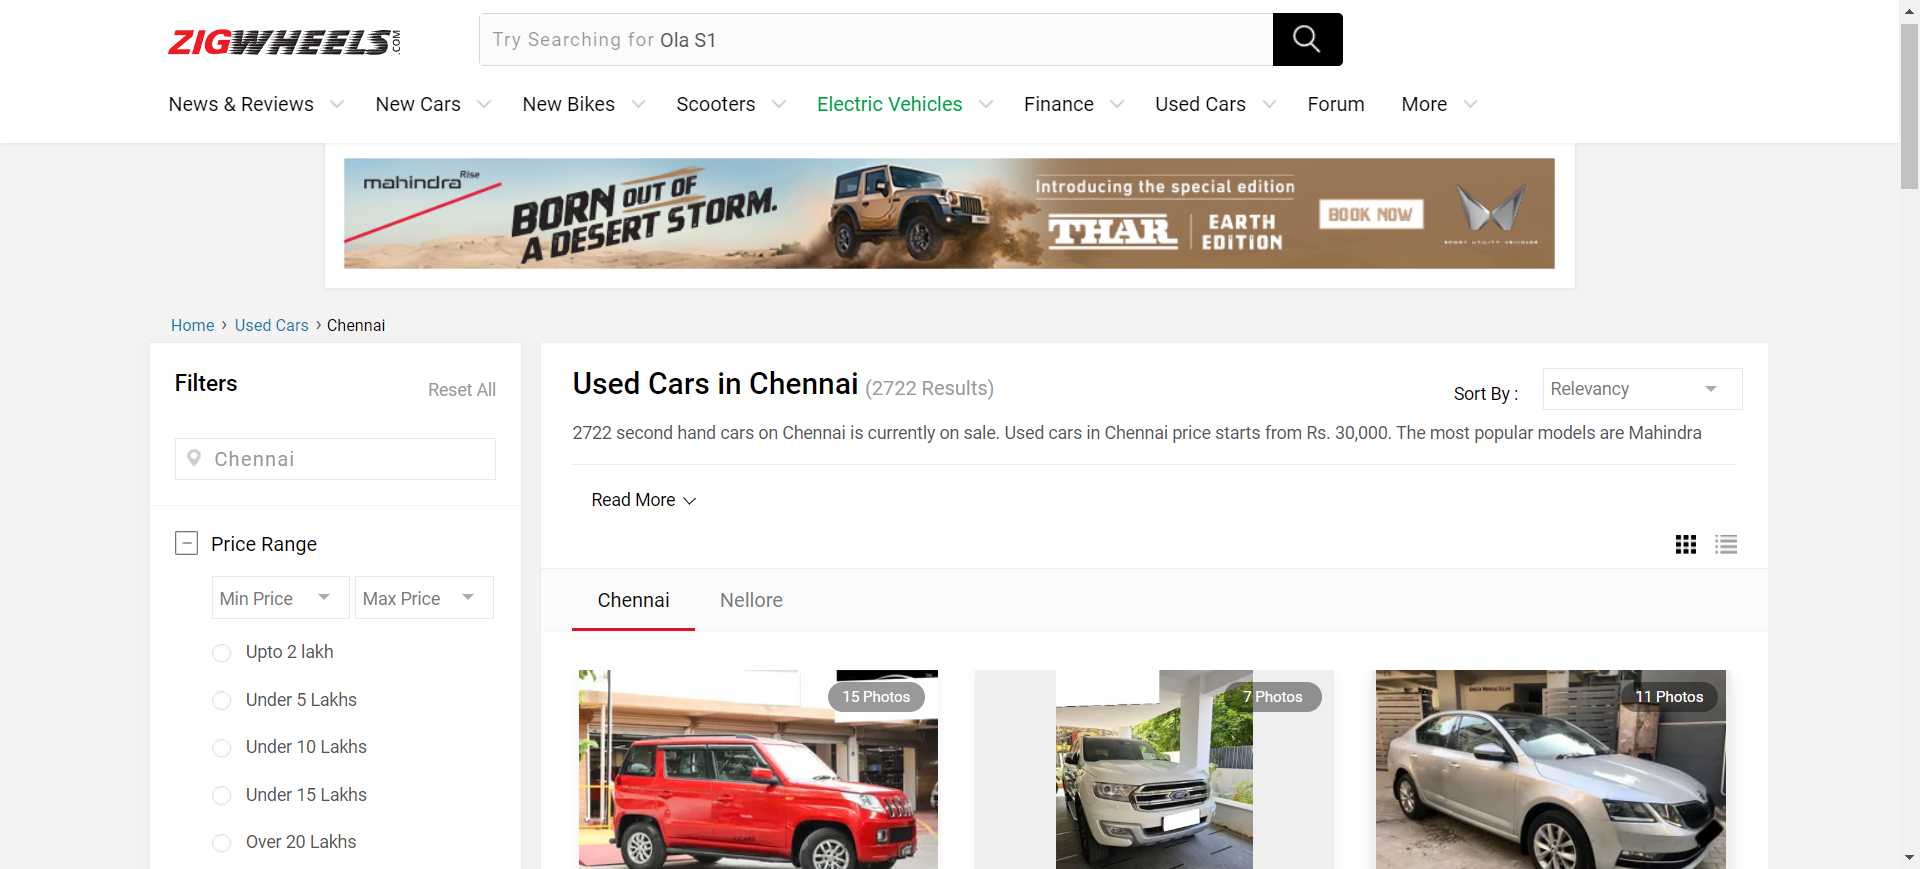 ZIGWHEELS.COM
Try Searching for Ola S1
News & Reviews New Cars New Bikes Scooters Electric Vehicles Finance Used Cars Forum More
mahindra Rise
BORN OUT OF
A DESERT STORM.
Introducing the special edition
THAR EARTH
EDITION
BOOK NOW
SPORT UTILITY VEHICLES
Home › Used Cars › Chennai
Filters
Reset All
Chennai
Price Range
Min Price Max Price
Upto 2 lakh
Under 5 Lakhs
Under 10 Lakhs
Under 15 Lakhs
Over 20 Lakhs
Used Cars in Chennai (2722 Results)
Sort By : Relevancy
2722 second hand cars on Chennai is currently on sale. Used cars in Chennai price starts from Rs. 30,000. The most popular models are Mahindra
Read More
Chennai Nellore
15 Photos
7 Photos
11 Photos